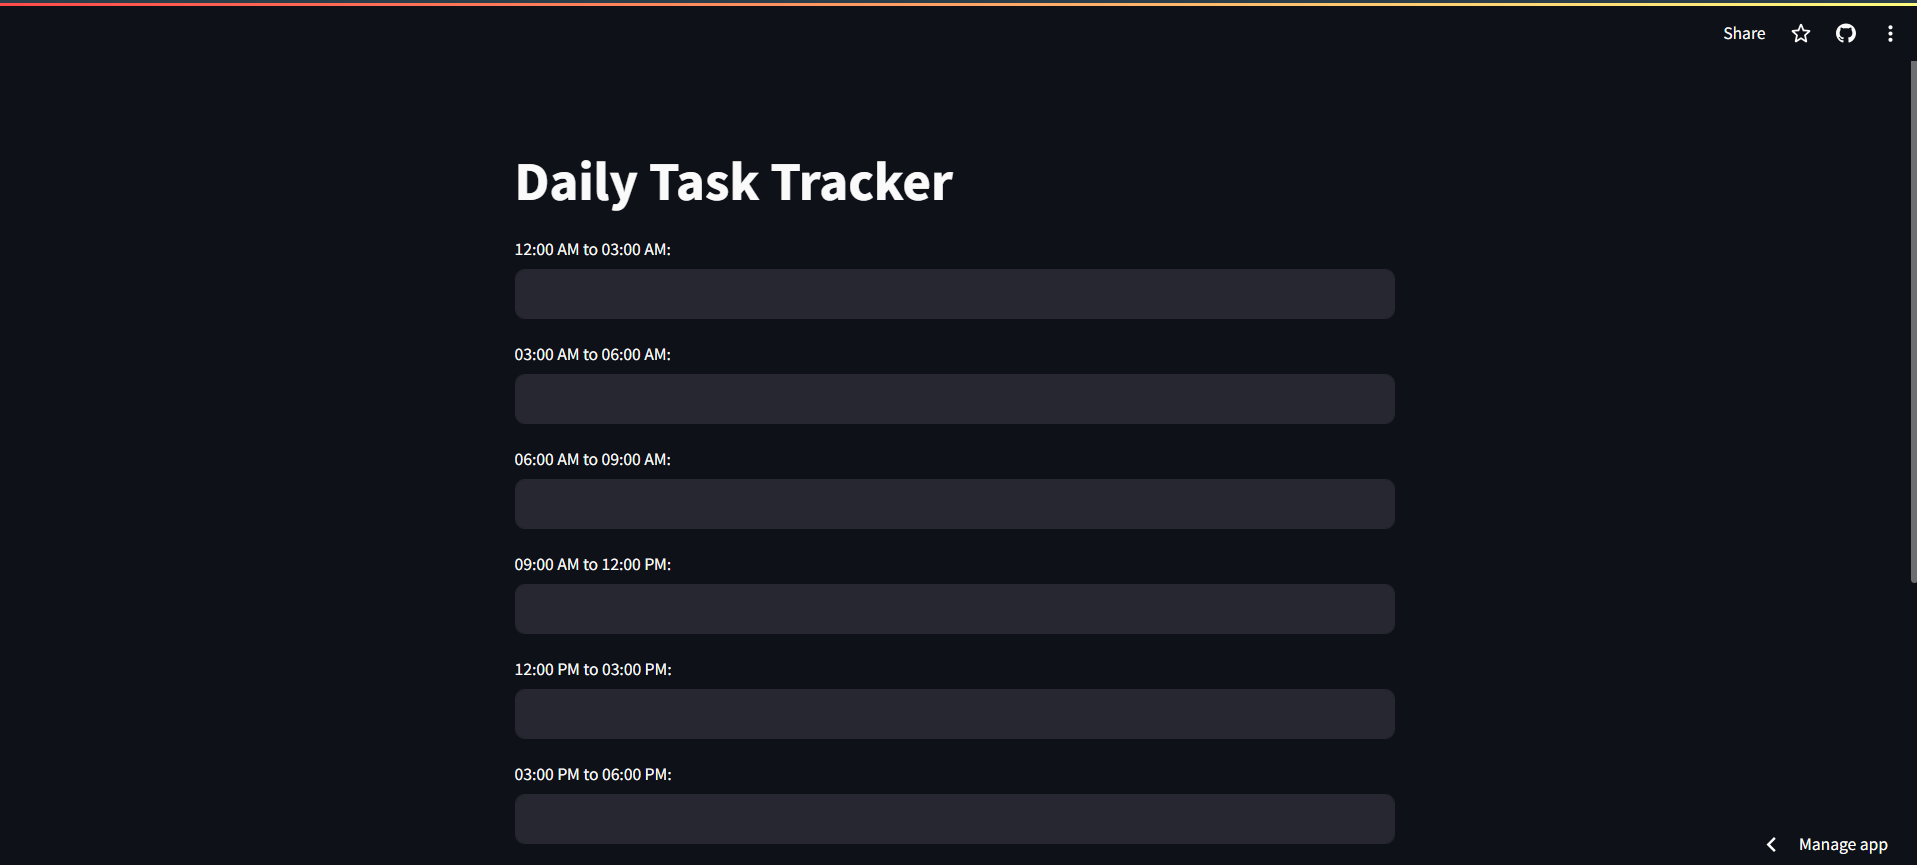 Share
Daily Task Tracker
12:00 AM to 03:00 AM:
03:00 AM to 06:00 AM:
06:00 AM to 09:00 AM:
09:00 AM to 12:00 PM:
12:00 PM to 03:00 PM:
03:00 PM to 06:00 PM:
Manage app